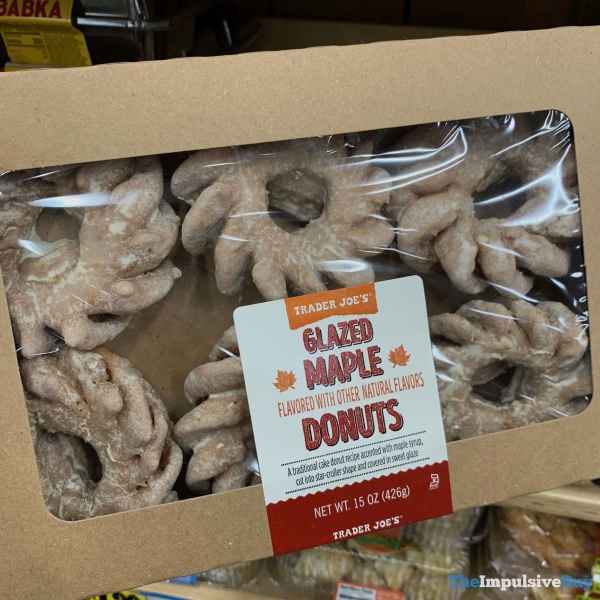 BABKA
TRADER JOE'S®
GLAZED
MAPLE
FLAVORED WITH OTHER NATURAL FLAVORS
DONUTS
A traditional cake donut recipe accented with maple syrup,
cut into star-cruller shape and covered in sweet glaze
NET WT. 15 OZ (426g)
TRADER JOE'S®
TheImpulsiveBuy